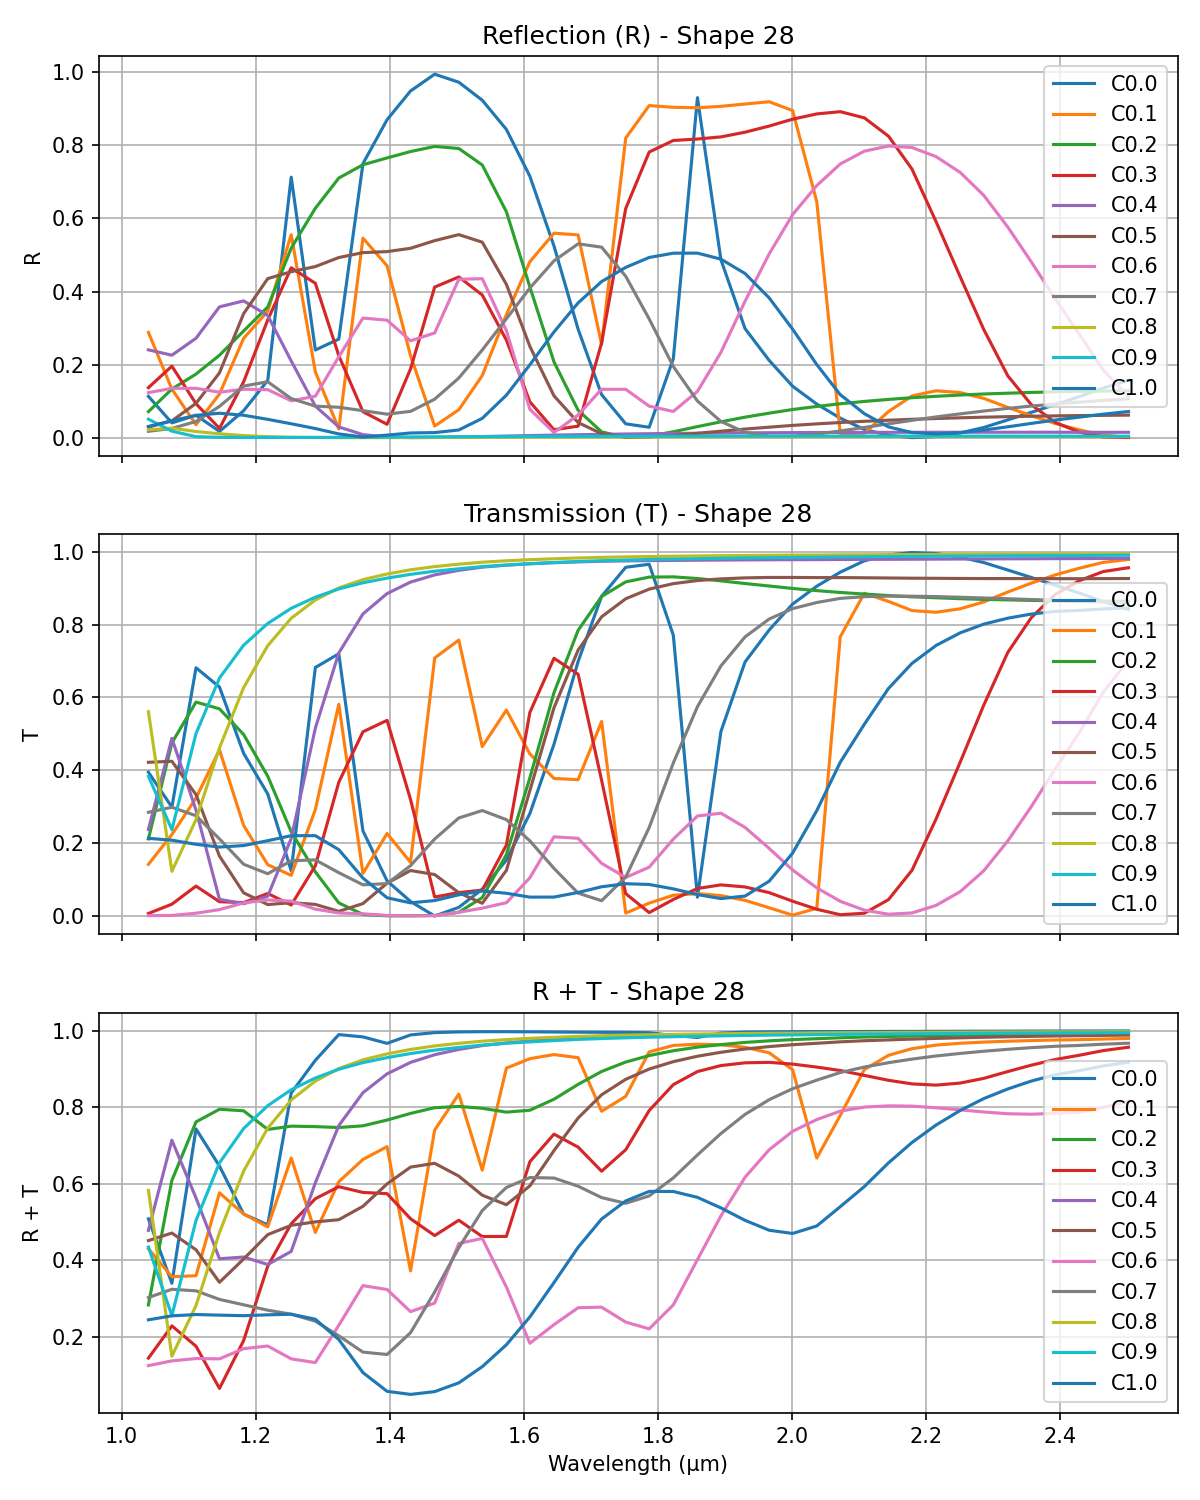 Reflection (R) - Shape 28
1.0
0.8
0.6
0.4
0.2
0.0
R
C0.0
C0.1
C0.2
C0.3
C0.4
C0.5
C0.6
C0.7
C0.8
C0.9
C1.0
Transmission (T) - Shape 28
1.0
0.8
0.6
0.4
0.2
0.0
T
C0.0
C0.1
C0.2
C0.3
C0.4
C0.5
C0.6
C0.7
C0.8
C0.9
C1.0
R + T - Shape 28
1.0
0.8
0.6
0.4
0.2
R + T
C0.0
C0.1
C0.2
C0.3
C0.4
C0.5
C0.6
C0.7
C0.8
C0.9
C1.0
1.0 1.2 1.4 1.6 1.8 2.0 2.2 2.4
Wavelength (μm)